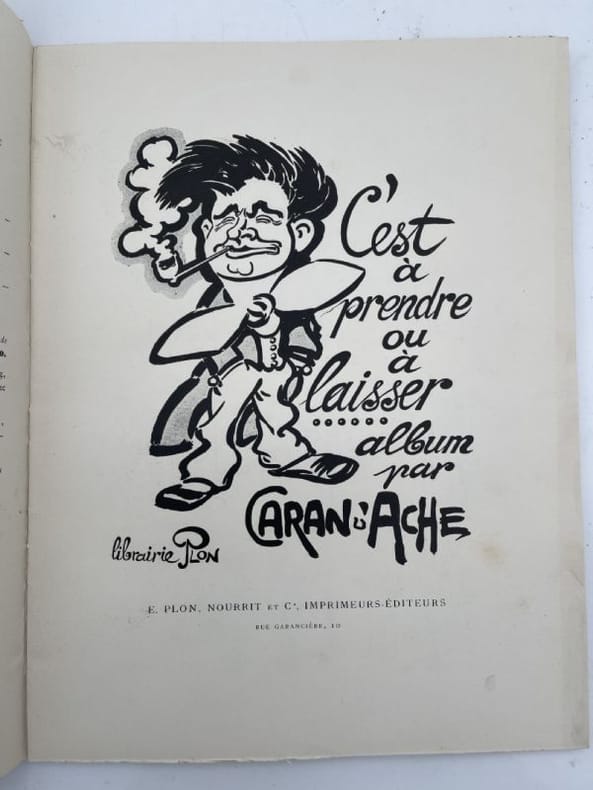 C'est
à
prendre
ou
à
laisser
......
album
par
CARAN d'ACHE
librairie PLON
E. PLON, NOURRIT ET Cie, IMPRIMEURS-ÉDITEURS
RUE GARANCIÈRE, 10